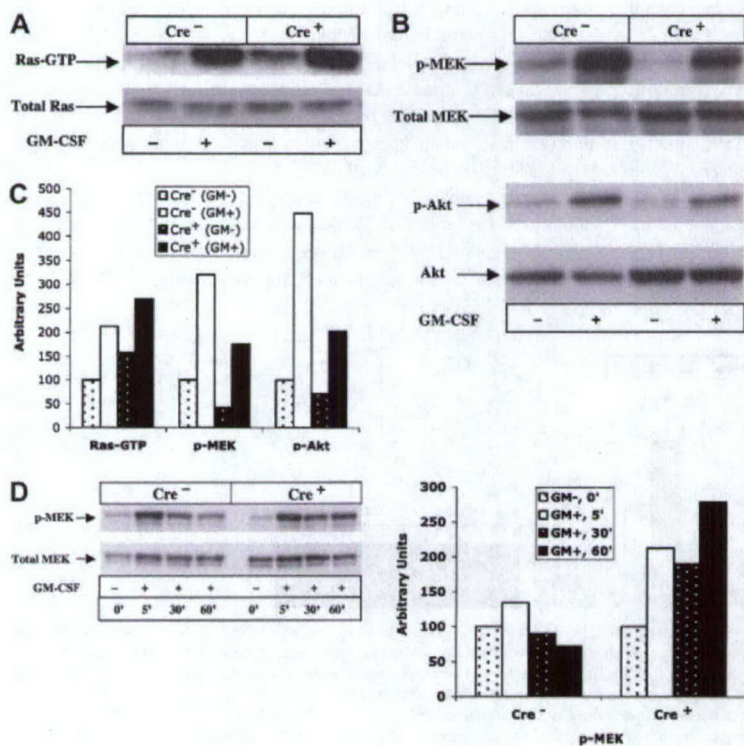 A
Cre⁻ Cre⁺
Ras-GTP
Total Ras
GM-CSF − + − +
B
Cre⁻ Cre⁺
p-MEK
Total MEK
p-Akt
Akt
GM-CSF − + − +
C
500
450
400
350
300
250
200
150
100
50
0
Arbitrary Units
Cre⁻ (GM-)
Cre⁻ (GM+)
Cre⁺ (GM-)
Cre⁺ (GM+)
Ras-GTP p-MEK p-Akt
D
Cre⁻ Cre⁺
p-MEK
Total MEK
GM-CSF − + + + − + + +
0' 5' 30' 60' 0' 5' 30' 60'
300
250
200
150
100
50
0
Arbitrary Units
GM-, 0'
GM+, 5'
GM+, 30'
GM+, 60'
Cre Cre⁺
p-MEK